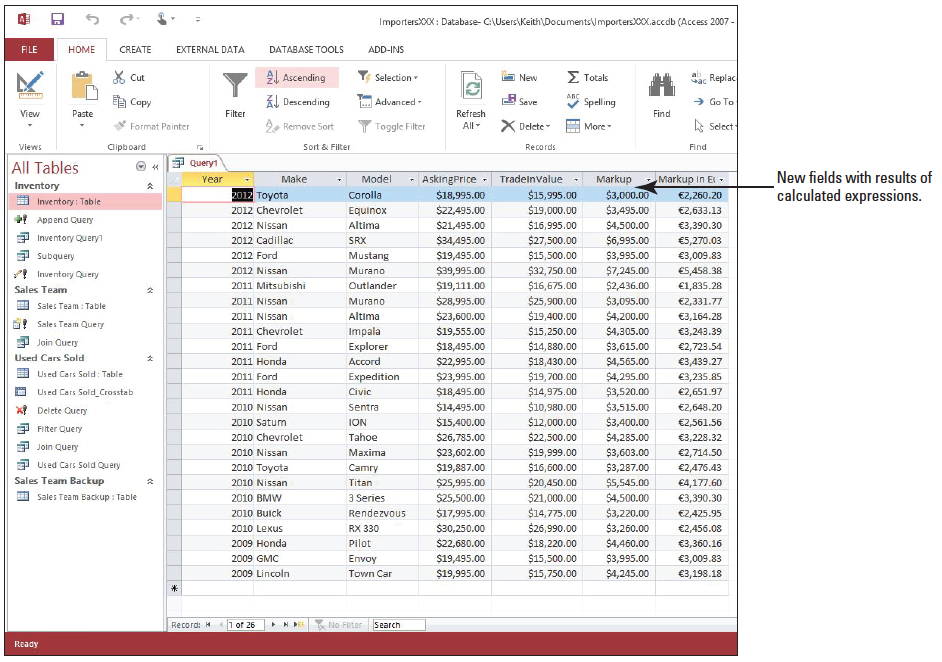 ImportersXXX : Database- C:\Users\Keith\Documents\ImportersXXX.accdb (Access 2007 -
FILE HOME CREATE EXTERNAL DATA DATABASE TOOLS ADD-INS
View
Paste
Cut
Copy
Format Painter
Filter
Ascending
Descending
Remove Sort
Selection
Advanced
Toggle Filter
Refresh
All
New
Save
Delete
Totals
Spelling
More
Find
Replac
Go To
Select
Views Clipboard Sort & Filter Records Find
All Tables
Inventory
Inventory : Table
Append Query
Inventory Query1
Subquery
Inventory Query
Sales Team
Sales Team : Table
Sales Team Query
Join Query
Used Cars Sold
Used Cars Sold : Table
Used Cars Sold_Crosstab
Delete Query
Filter Query
Join Query
Used Cars Sold Query
Sales Team Backup
Sales Team Backup : Table
Query1
Year Make Model AskingPrice TradeInValue Markup Markup in Eu
2012 Toyota Corolla $18,995.00 $15,995.00 $3,000.00 €2,260.20
2012 Chevrolet Equinox $22,495.00 $19,000.00 $3,495.00 €2,633.13
2012 Nissan Altima $21,495.00 $16,995.00 $4,500.00 €3,390.30
2012 Cadillac SRX $34,495.00 $27,500.00 $6,995.00 €5,270.03
2012 Ford Mustang $19,495.00 $15,500.00 $3,995.00 €3,009.83
2012 Nissan Murano $39,995.00 $32,750.00 $7,245.00 €5,458.38
2011 Mitsubishi Outlander $19,111.00 $16,675.00 $2,436.00 €1,835.28
2011 Nissan Murano $28,995.00 $25,900.00 $3,095.00 €2,331.77
2011 Nissan Altima $23,600.00 $19,400.00 $4,200.00 €3,164.28
2011 Chevrolet Impala $19,555.00 $15,250.00 $4,305.00 €3,243.39
2011 Ford Explorer $18,495.00 $14,880.00 $3,615.00 €2,723.54
2011 Honda Accord $22,995.00 $18,430.00 $4,565.00 €3,439.27
2011 Ford Expedition $23,995.00 $19,700.00 $4,295.00 €3,235.85
2011 Honda Civic $18,495.00 $14,975.00 $3,520.00 €2,651.97
2010 Nissan Sentra $14,495.00 $10,980.00 $3,515.00 €2,648.20
2010 Saturn ION $15,400.00 $12,000.00 $3,400.00 €2,561.56
2010 Chevrolet Tahoe $26,785.00 $22,500.00 $4,285.00 €3,228.32
2010 Nissan Maxima $23,602.00 $19,999.00 $3,603.00 €2,714.50
2010 Toyota Camry $19,887.00 $16,600.00 $3,287.00 €2,476.43
2010 Nissan Titan $25,995.00 $20,450.00 $5,545.00 €4,177.60
2010 BMW 3 Series $25,500.00 $21,000.00 $4,500.00 €3,390.30
2010 Buick Rendezvous $17,995.00 $14,775.00 $3,220.00 €2,425.95
2010 Lexus RX 330 $30,250.00 $26,990.00 $3,260.00 €2,456.08
2009 Honda Pilot $22,680.00 $18,220.00 $4,460.00 €3,360.16
2009 GMC Envoy $19,495.00 $15,500.00 $3,995.00 €3,009.83
2009 Lincoln Town Car $19,995.00 $15,750.00 $4,245.00 €3,198.18
Record: 1 of 26 No Filter Search
Ready
New fields with results of
calculated expressions.